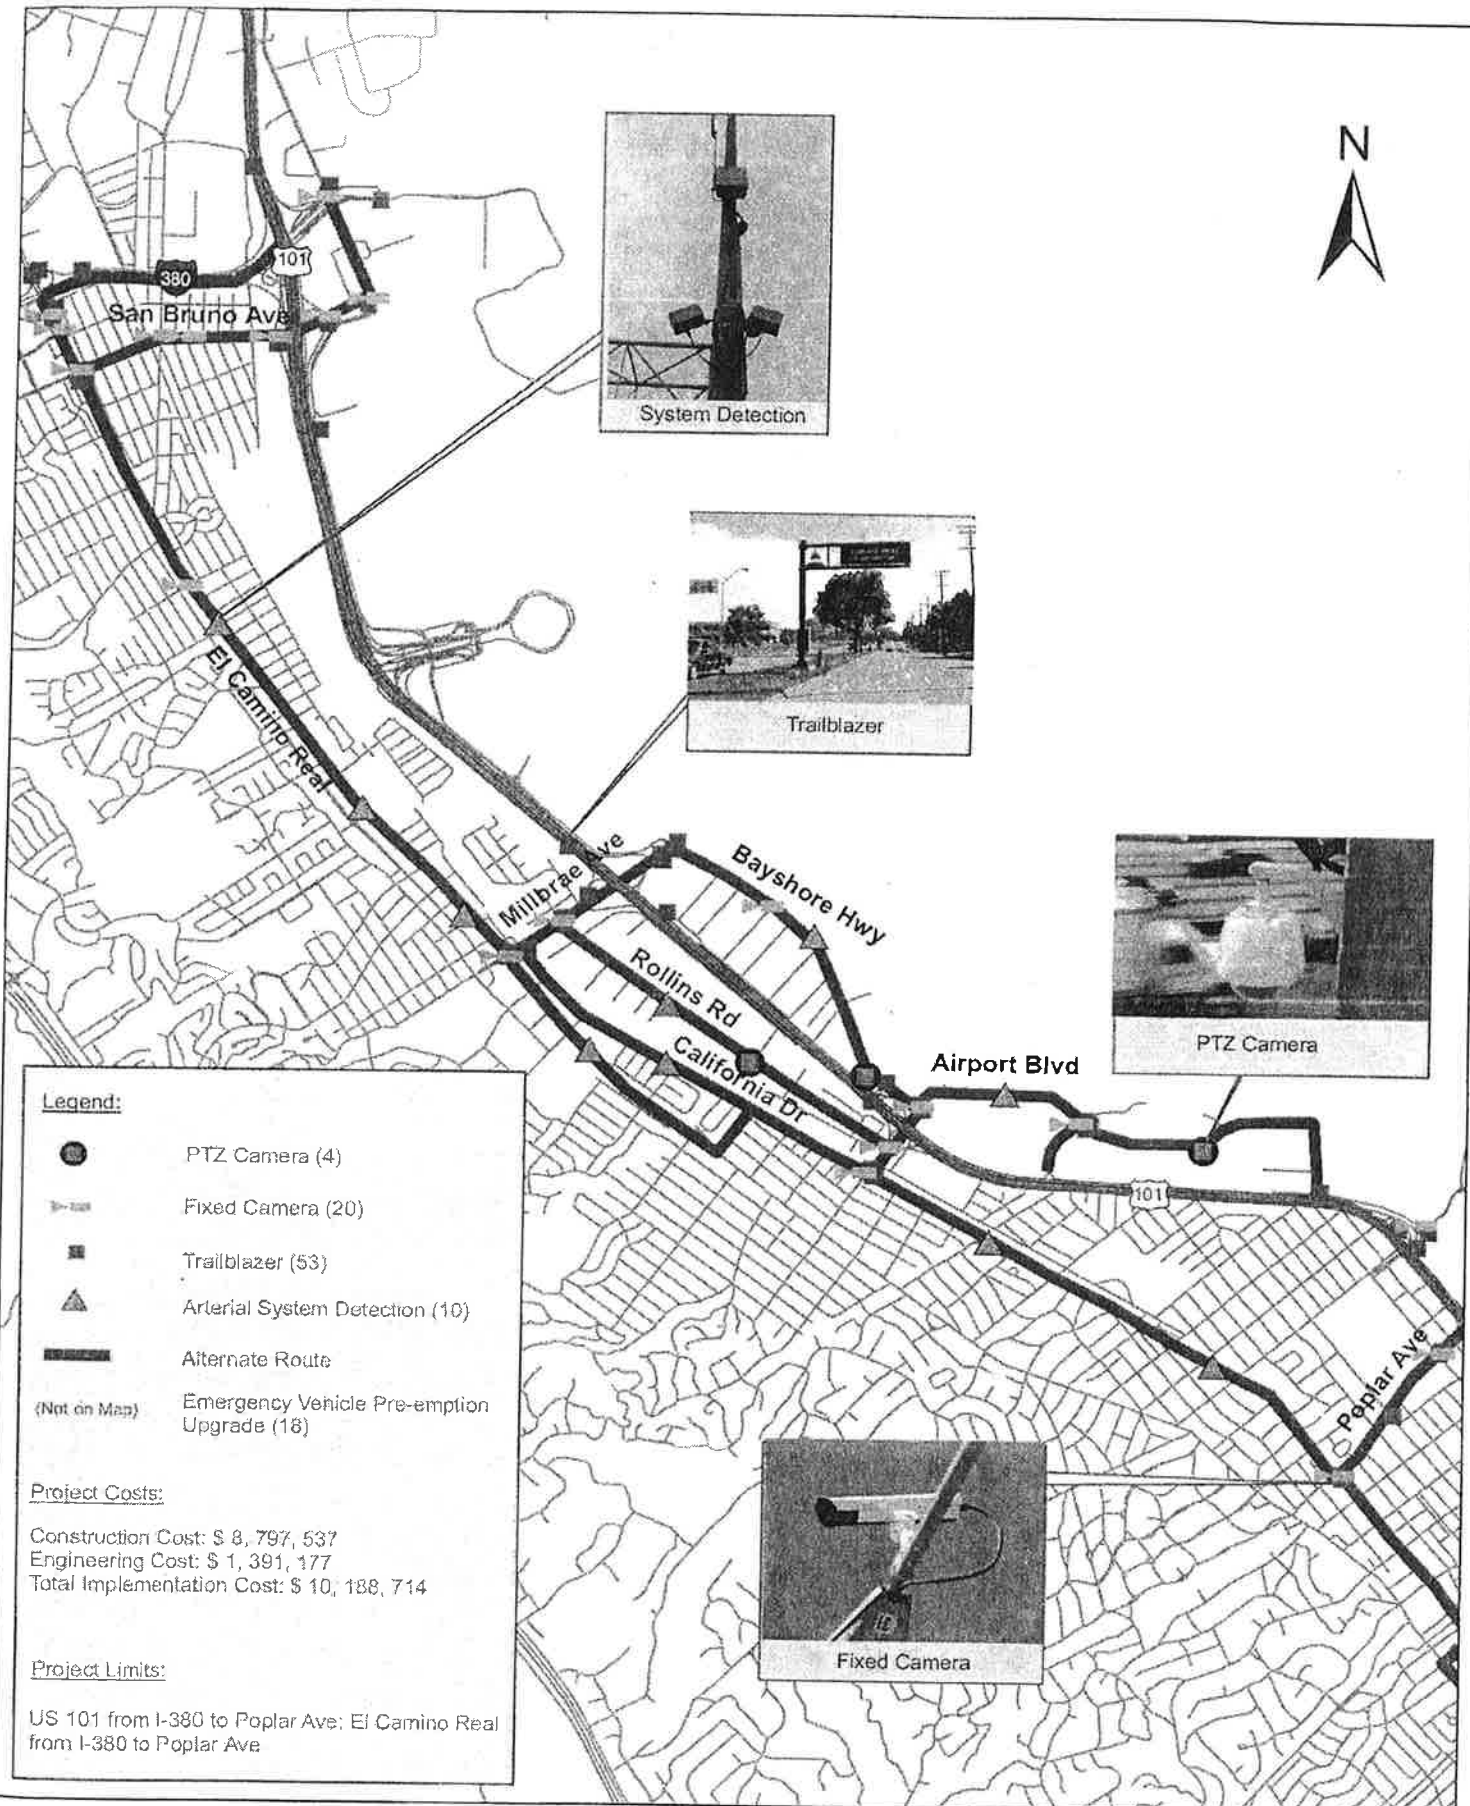 N
101
380
San Bruno Ave
System Detection
El Camino Real
Trailblazer
Millbrae Ave
Bayshore Hwy
Rollins Rd
California Dr
Airport Blvd
PTZ Camera
101
Poplar Ave
Fixed Camera
Legend:
PTZ Camera (4)
Fixed Camera (20)
Trailblazer (53)
Arterial System Detection (10)
Alternate Route
(Not on Map)
Emergency Vehicle Pre-emption
Upgrade (18)
Project Costs:
Construction Cost: $ 8, 797, 537
Engineering Cost: $ 1, 391, 177
Total Implementation Cost: $ 10, 188, 714
Project Limits:
US 101 from I-380 to Poplar Ave; El Camino Real
from I-380 to Poplar Ave